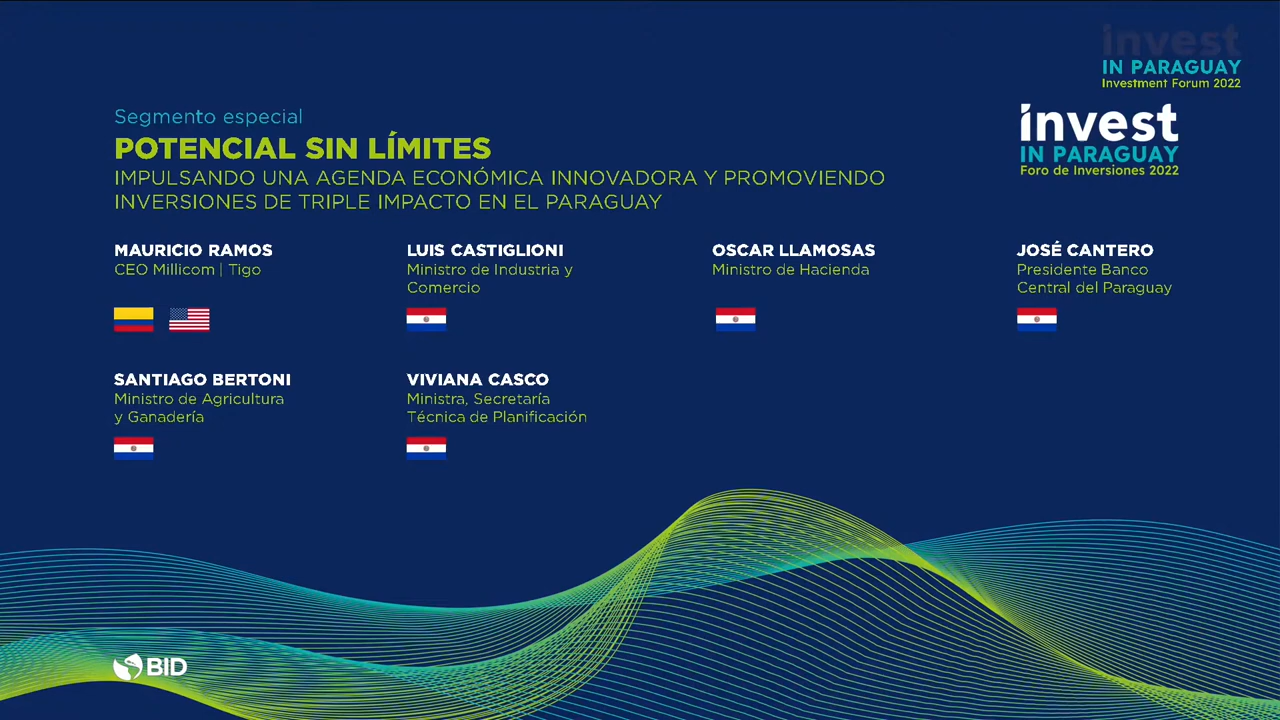 invest
IN PARAGUAY
Investment Forum 2022
invest
IN PARAGUAY
Foro de Inversiones 2022
Segmento especial
POTENCIAL SIN LÍMITES
IMPULSANDO UNA AGENDA ECONÓMICA INNOVADORA Y PROMOVIENDO
INVERSIONES DE TRIPLE IMPACTO EN EL PARAGUAY
MAURICIO RAMOS
CEO Millicom | Tigo
LUIS CASTIGLIONI
Ministro de Industria y
Comercio
OSCAR LLAMOSAS
Ministro de Hacienda
JOSÉ CANTERO
Presidente Banco
Central del Paraguay
SANTIAGO BERTONI
Ministro de Agricultura
y Ganadería
VIVIANA CASCO
Ministra, Secretaría
Técnica de Planificación
BID